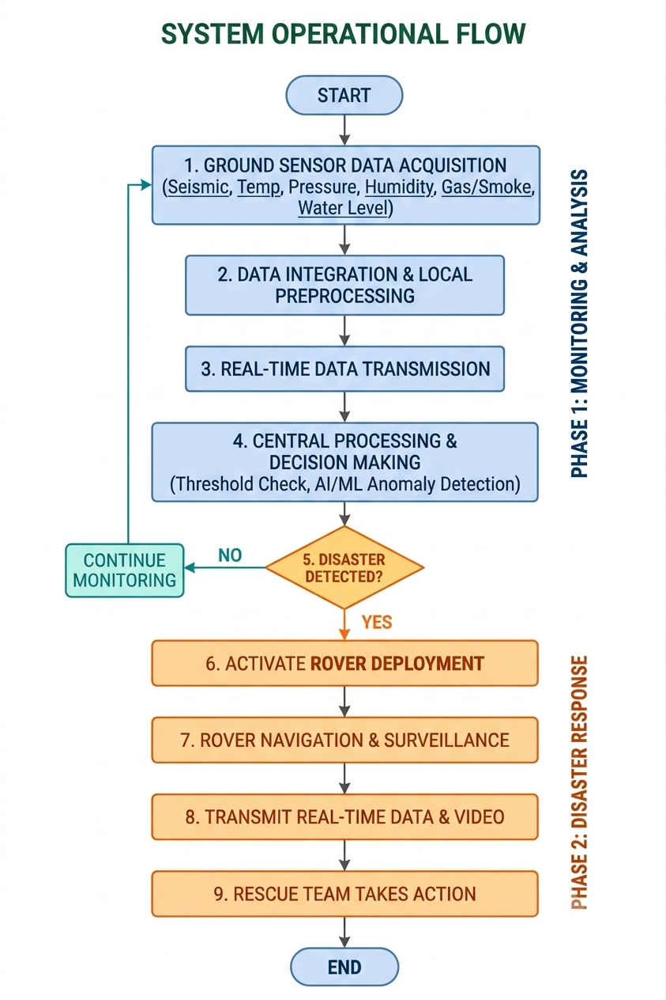 SYSTEM OPERATIONAL FLOW
START
1. GROUND SENSOR DATA ACQUISITION
(Seismic, Temp, Pressure, Humidity, Gas/Smoke,
Water Level)
2. DATA INTEGRATION & LOCAL
PREPROCESSING
3. REAL-TIME DATA TRANSMISSION
4. CENTRAL PROCESSING &
DECISION MAKING
(Threshold Check, AI/ML Anomaly Detection)
PHASE 1: MONITORING & ANALYSIS
5. DISASTER
DETECTED?
NO
CONTINUE
MONITORING
YES
6. ACTIVATE ROVER DEPLOYMENT
7. ROVER NAVIGATION & SURVEILLANCE
8. TRANSMIT REAL-TIME DATA & VIDEO
9. RESCUE TEAM TAKES ACTION
PHASE 2: DISASTER RESPONSE
END